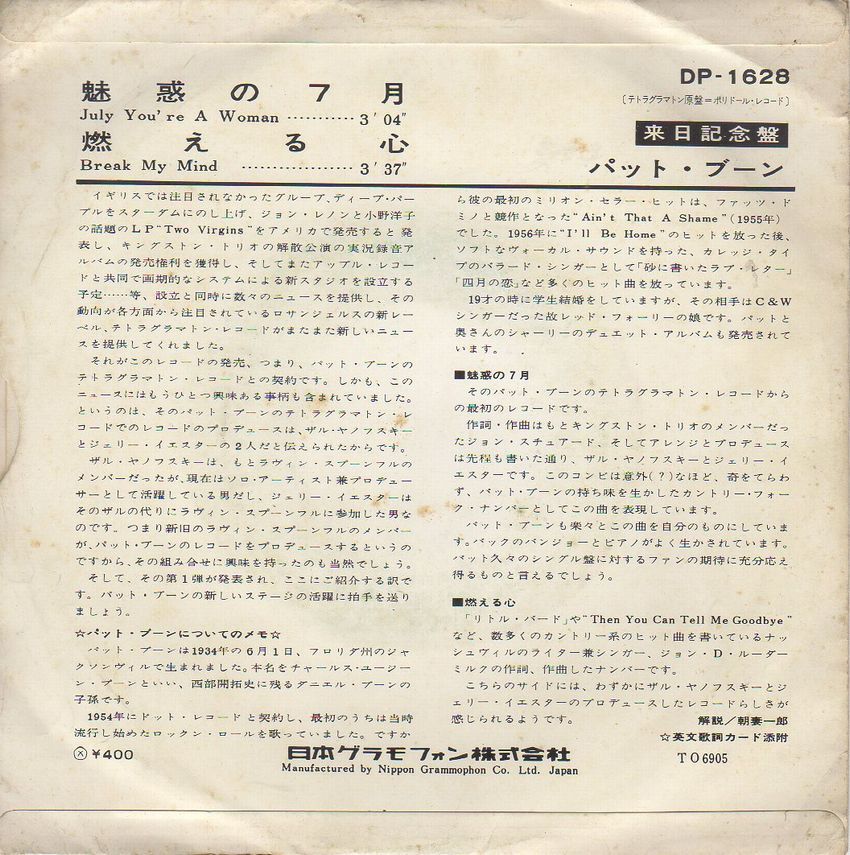 魅惑の7月
July You're A Woman ………… 3′04″
燃える心
Break My Mind ……………… 3′37″
DP-1628
〔テトラグラマトン原盤＝ポリドール・レコード〕
来日記念盤
パット・ブーン
イギリスでは注目されなかったグループ、ディープ・パー
プルをスターダムにのし上げ、ジョン・レノンと小野洋子
の話題のLP“Two Virgins”をアメリカで発売すると発
表し、キングストン・トリオの解散公演の実況録音ア
ルバムの発売権利を獲得し、そしてまたアップル・レコー
ドと共同で画期的なシステムによる新スタジオを設立する
予定……等、設立と同時に数々のニュースを提供し、その
動向が各方面から注目されているロサンジェルスの新レー
ベル、テトラグラマトン・レコードがまたまた新しいニュー
スを提供してくれました。
それがこのレコードの発売、つまり、パット・ブーンの
テトラグラマトン・レコードとの契約です。しかも、この
ニュースにはもうひとつ興味ある事柄も含まれていました。
というのは、そのパット・ブーンのテトラグラマトン・レ
コードでのレコードのプロデュースは、ザル・ヤノフスキー
とジェリー・イエスターの2人だと伝えられたからです。
ザル・ヤノフスキーは、もとラヴィン・スプーンフルの
メンバーだったが、現在はソロ・アーティスト兼プロデュー
サーとして活躍している男だし、ジェリー・イエスターは
そのザルの代りにラヴィン・スプーンフルに参加した男な
のです。つまり新旧のラヴィン・スプーンフルのメンバー
が、パット・ブーンのレコードをプロデュースするというの
ですから、その組み合せに興味を持ったのも当然でしょう。
そして、その第1弾が発表され、ここにご紹介する訳で
す。パット・ブーンの新しいステージの活躍に拍手を送り
ましょう。
☆パット・ブーンについてのメモ☆
パット・ブーンは1934年の6月1日、フロリダ州のジャ
クソンヴィルで生まれました。本名をチャールス・ユージー
ン・ブーンといい、西部開拓史に残るダニエル・ブーンの
子孫です。
1954年にドット・レコードと契約し、最初のうちは当時
流行し始めたロックン・ロールを歌っていました。ですか
ら彼の最初のミリオン・セラー・ヒットは、ファッツ・ド
ミノと競作となった“Ain't That A Shame”（1955年）
でした。1956年に“I'll Be Home”のヒットを放った後、
ソフトなヴォーカル・サウンドを持った、カレッジ・タイ
プのバラード・シンガーとして「砂に書いたラブ・レター」
「四月の恋」など多くのヒット曲を放っています。
19才の時に学生結婚をしていますが、その相手はC&W
シンガーだった故レッド・フォーリーの娘です。パットと
奥さんのシャーリーのデュエット・アルバムも発売されて
います。
■魅惑の7月
そのパット・ブーンのテトラグラマトン・レコードから
の最初のレコードです。
作詞・作曲はもとキングストン・トリオのメンバーだっ
たジョン・スチュアード、そしてアレンジとプロデュース
は先程も書いた通り、ザル・ヤノフスキーとジェリー・イ
エスターです。このコンビは意外（？）なほど、奇をてらわ
ず、パット・ブーンの持ち味を生かしたカントリー・フォー
ク・ナンバーとしてこの曲を表現しています。
パット・ブーンも楽々とこの曲を自分のものにしていま
す。バックのバンジョーとピアノがよく生かされています。
パット久々のシングル盤に対するファンの期待に充分応え
得るものと言えるでしょう。
■燃える心
「リトル・バード」や“Then You Can Tell Me Goodbye”
など、数多くのカントリー系のヒット曲を書いているナッ
シュヴィルのライター兼シンガー、ジョン・D・ルーダー
ミルクの作詞、作曲したナンバーです。
こちらのサイドには、わずかにザル・ヤノフスキーとジ
ェリー・イエスターのプロデュースしたレコードらしさが
感じられるようです。
解説／朝妻一郎
☆英文歌詞カード添附
Ⓧ¥400
日本グラモフォン株式会社
Manufactured by Nippon Grammophon Co. Ltd. Japan
TO6905